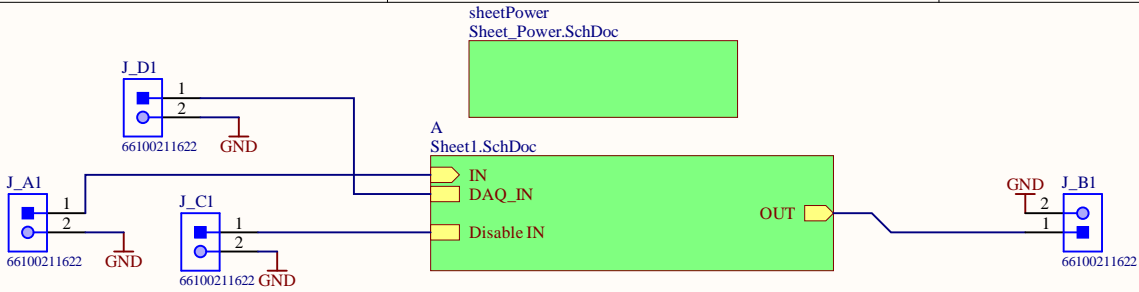 sheetPower
Sheet_Power.SchDoc
J_D1
1
2
66100211622
GND
A
Sheet1.SchDoc
J_A1
1
2
66100211622
GND
J_C1
1
2
66100211622
GND
IN
DAQ_IN
Disable IN
OUT
GND
J_B1
2
1
66100211622